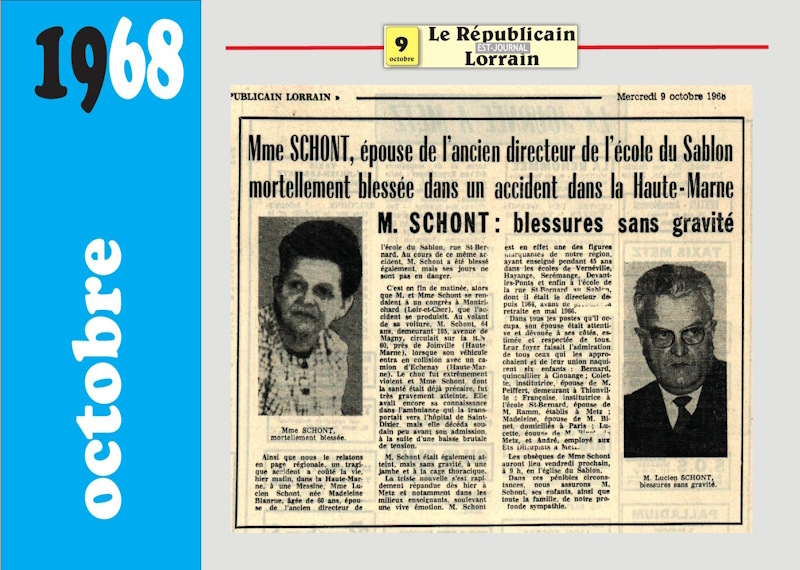 1968
octobre
9
octobre
Le Républicain
EST-JOURNAL
Lorrain
PUBLICAIN LORRAIN »
Mercredi 9 octobre 1968
Mme SCHONT, épouse de l'ancien directeur de l'école du Sablon
mortellement blessée dans un accident dans la Haute-Marne
M. SCHONT : blessures sans gravité
Mme SCHONT,
mortellement blessée.
Ainsi que nous le relatons
en page régionale, un tragi-
que accident a coûté la vie,
hier matin, dans la Haute-Mar-
ne, à une Messine, Mme Lu-
cien Schont, née Madeleine
Blanrue, âgée de 60 ans, épou-
se de l'ancien directeur de
l'école du Sablon, rue St-Ber-
nard. Au cours de ce même ac-
cident, M. Schont a été blessé
également, mais ses jours ne
sont pas en danger.
C'est en fin de matinée, alors
que M. et Mme Schont se ren-
daient à un congrès à Montri-
chard (Loir-et-Cher), que l'ac-
cident se produisit. Au volant
de sa voiture, M. Schont, 64
ans, demeurant 105, avenue de
Magny, circulait sur la R.N
60, près de Joinville (Haute-
Marne), lorsque son véhicule
entra en collision avec un ca-
mion d'Echenay (Haute-Mar-
ne). Le choc fut extrêmement
violent et Mme Schont, dont
la santé était déjà précaire, fut
très gravement atteinte. Elle
avait encore sa connaissance
dans l'ambulance qui la trans-
portait vers l'hôpital de Saint-
Dizier, mais elle décéda sou-
dain peu avant son admission,
à la suite d'une baisse brutale
de tension.
M. Schont était également at-
teint, mais sans gravité, à une
jambe et à la cage thoracique.
La triste nouvelle s'est rapi-
dement répandue dès hier à
Metz et notamment dans les
milieux enseignants, soulevant
une vive émotion. M. Schont
est en effet une des figures
marquantes de notre région,
ayant enseigné pendant 45 ans
dans les écoles de Vernéville,
Hayange, Serémange, Devant-
les-Ponts et enfin à l'école de
la rue St-Bernard au Sablon,
dont il était le directeur de-
puis 1964, avant de prendre sa
retraite en mai 1966.
Dans tous les postes qu'il oc-
cupa, son épouse était attenti-
ve et dévouée à ses côtés, es-
timée et respectée de tous.
Leur foyer faisait l'admiration
de tous ceux qui les appro-
chaient et de leur union naqui-
rent six enfants : Bernard,
quincaillier à Clouange ; Colet-
te, institutrice, épouse de M.
Peiffert, demeurant à Thionvil-
le ; Françoise, institutrice à
l'école St-Bernard, épouse de
M. Ramm, établis à Metz ;
Madeleine, épouse de M. Bi-
net, domiciliés à Paris ; Lu-
cette, épouse de M.
Metz, et André, employé aux
Ets à Metz.
Les obsèques de Mme Schont
auront lieu vendredi prochain,
à 9 h, en l'église du Sablon.
Dans ces pénibles circons-
tances, nous assurons M.
Schont, ses enfants, ainsi que
toute la famille, de notre pro-
fonde sympathie.
M. Lucien SCHONT,
blessures sans gravité.